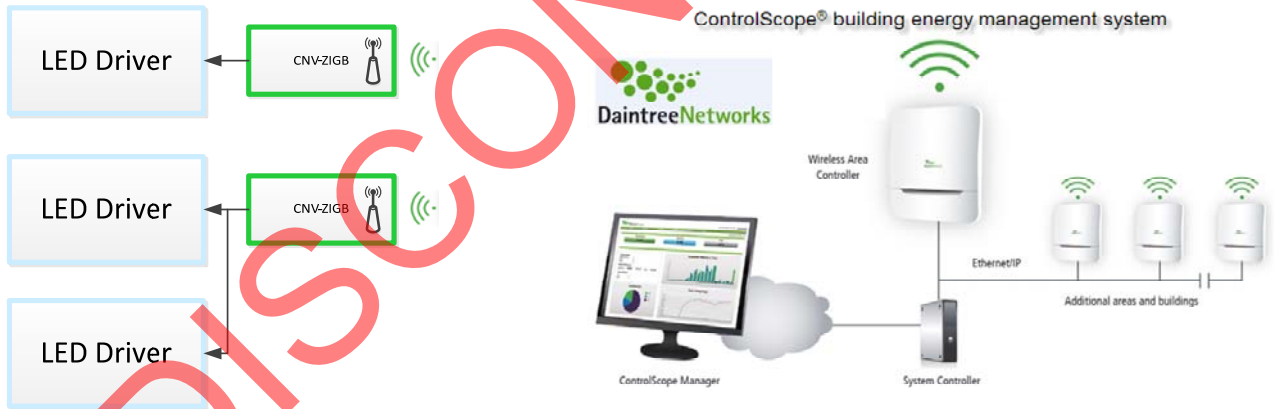 ControlScope® building energy management system
LED Driver
CNV-ZIGB
DaintreeNetworks
Wireless Area
Controller
LED Driver
CNV-ZIGB
Ethernet/IP
Additional areas and buildings
LED Driver
ControlScope Manager
System Controller
DISCON